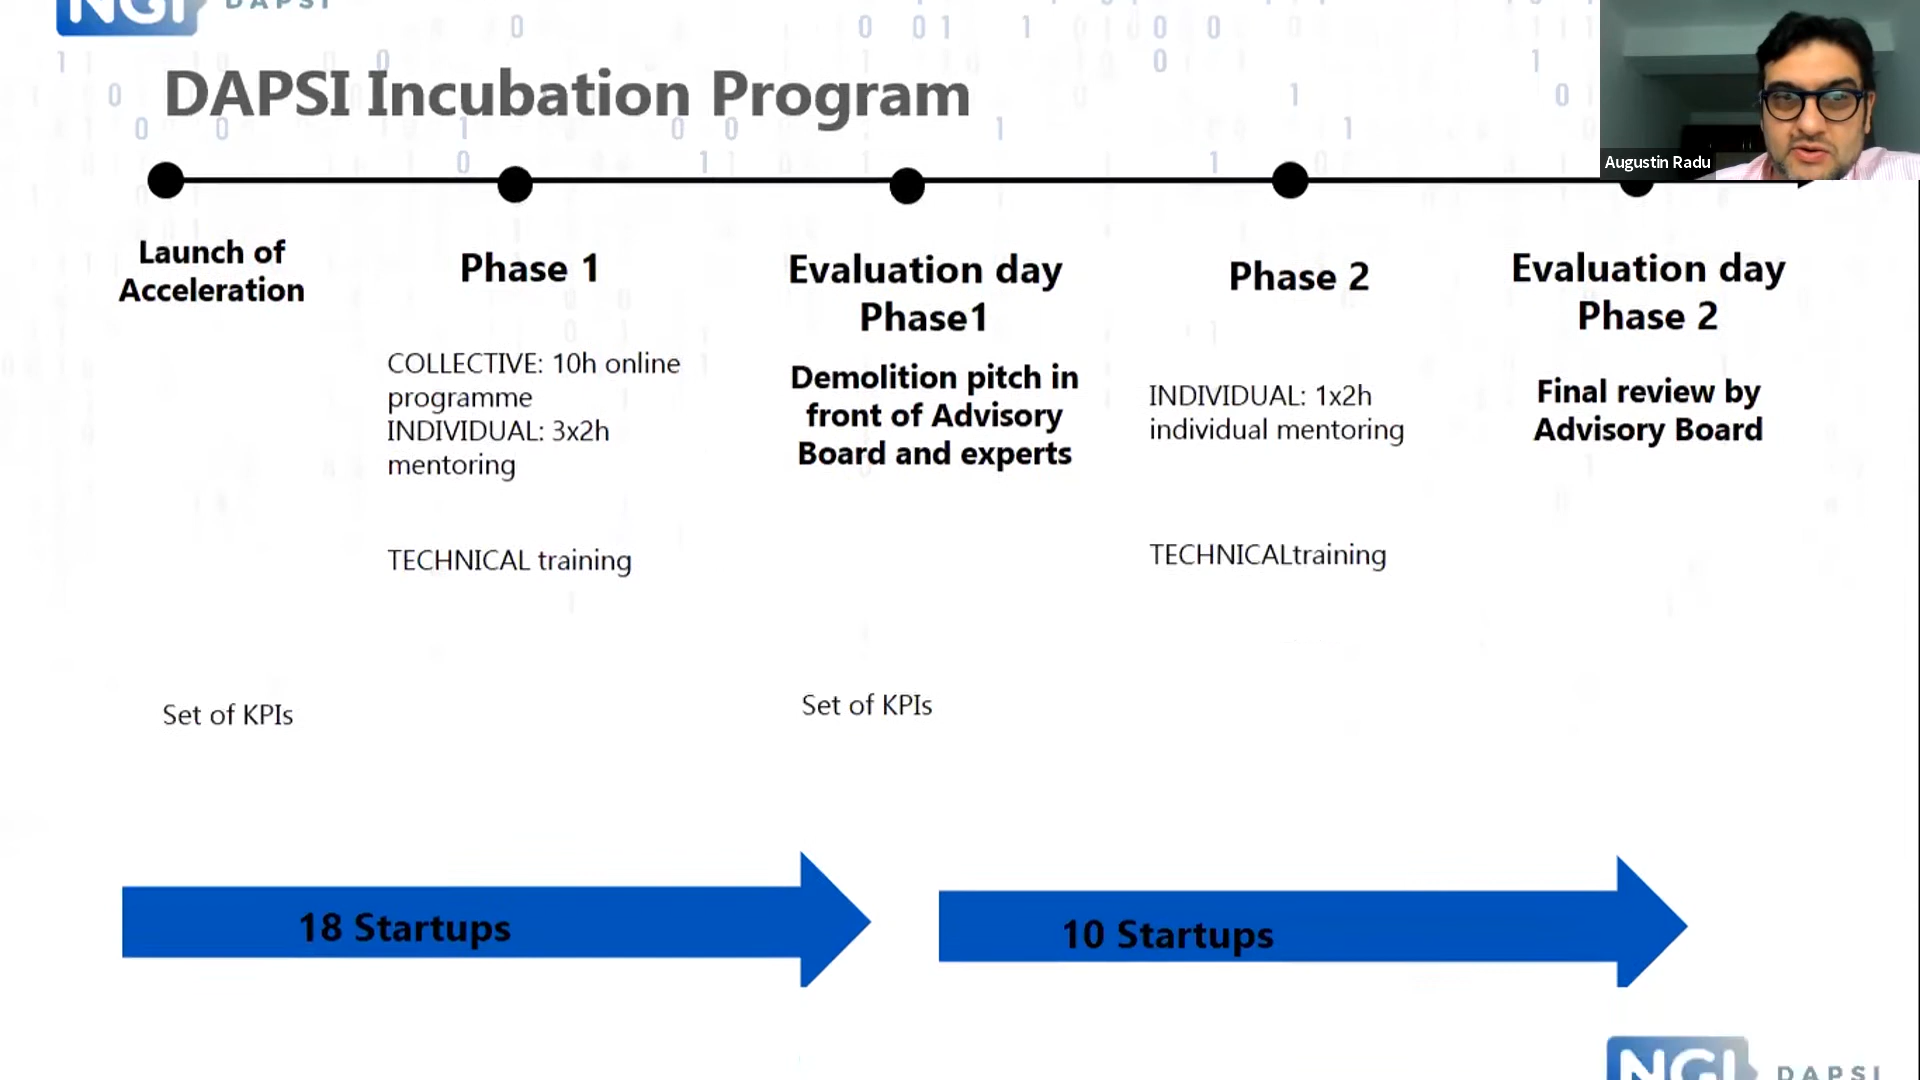 NGI DAPSI
DAPSI Incubation Program
Augustin Radu
Launch of
Acceleration
Phase 1
COLLECTIVE: 10h online
programme
INDIVIDUAL: 3x2h
mentoring
TECHNICAL training
Evaluation day
Phase1
Demolition pitch in
front of Advisory
Board and experts
Phase 2
INDIVIDUAL: 1x2h
individual mentoring
TECHNICALtraining
Evaluation day
Phase 2
Final review by
Advisory Board
Set of KPIs
Set of KPIs
18 Startups
10 Startups
NGI DAPSI